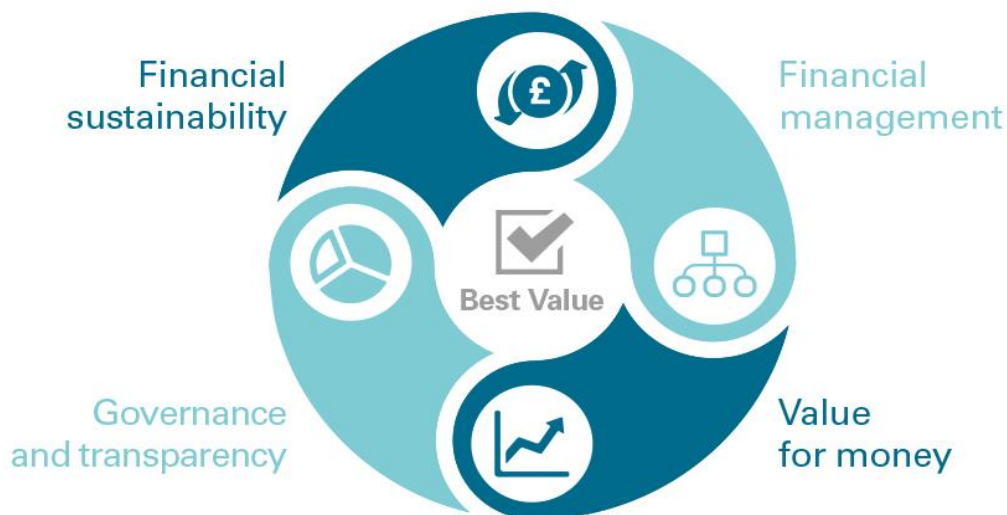 Financial
sustainability
£
Financial
management
Best Value
Governance
and transparency
Value
for money